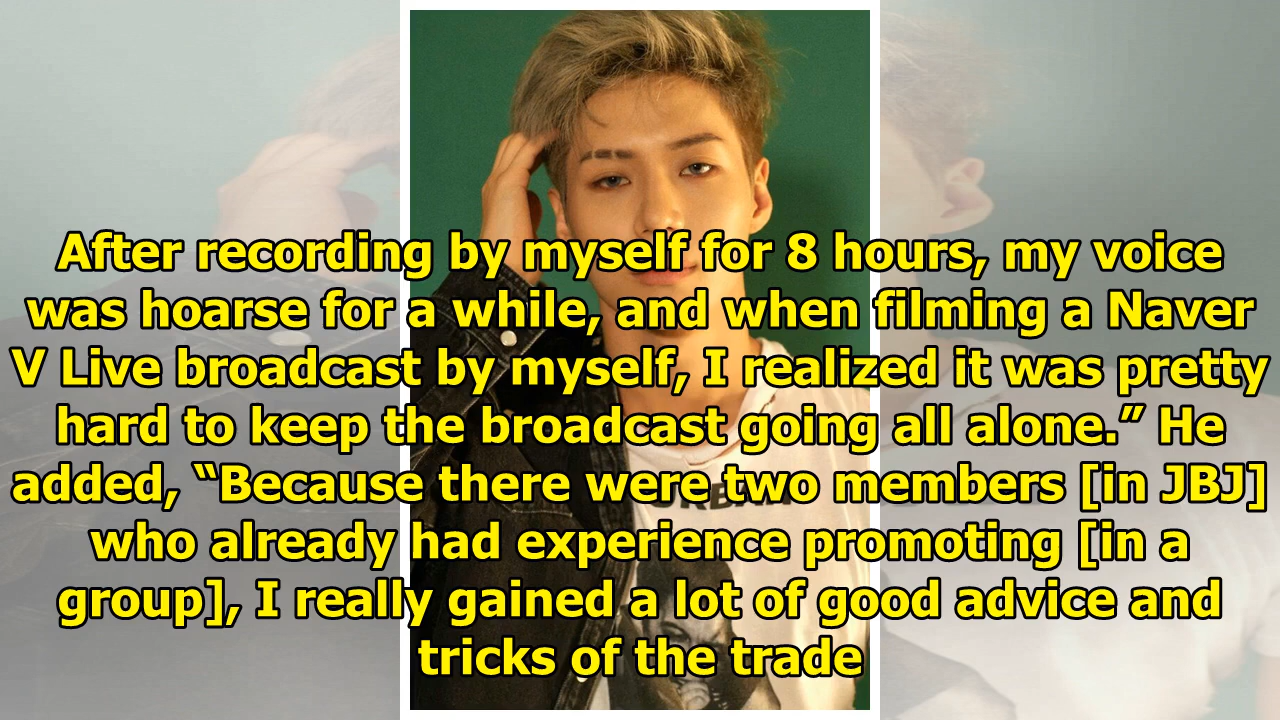 After recording by myself for 8 hours, my voice
was hoarse for a while, and when filming a Naver
V Live broadcast by myself, I realized it was pretty
hard to keep the broadcast going all alone.” He
added, “Because there were two members [in JBJ]
who already had experience promoting [in a
group], I really gained a lot of good advice and
tricks of the trade